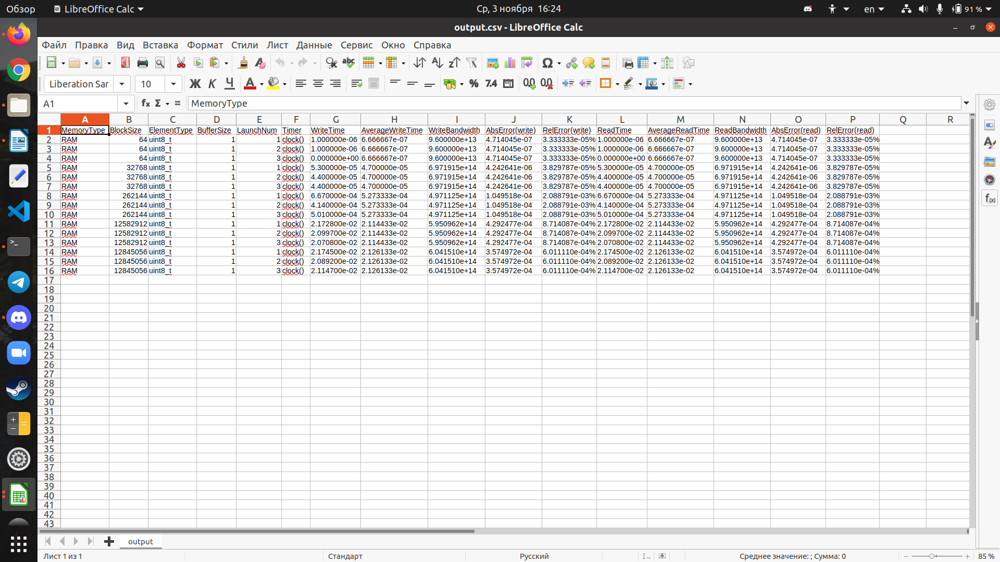 Обзор LibreOffice Calc Ср, 3 ноября 16:24 en 91 %
output.csv - LibreOffice Calc
Файл Правка Вид Вставка Формат Стили Лист Данные Сервис Окно Справка
Liberation Sar 10 Ж К Ч % 7.4
A1 fx Σ = MemoryType
A B C D E F G H I J K L M N O P Q R
1 MemoryType BlockSize ElementType BufferSize LaunchNum Timer WriteTime AverageWriteTime WriteBandwidth AbsError(write) RelError(write) ReadTime AverageReadTime ReadBandwidth AbsError(read) RelError(read)
2 RAM 64 uint8_t 1 1 clock() 1.000000e-06 6.666667e-07 9.600000e+13 4.714045e-07 3.333333e-05% 1.000000e-06 6.666667e-07 9.600000e+13 4.714045e-07 3.333333e-05%
3 RAM 64 uint8_t 1 2 clock() 1.000000e-06 6.666667e-07 9.600000e+13 4.714045e-07 3.333333e-05% 1.000000e-06 6.666667e-07 9.600000e+13 4.714045e-07 3.333333e-05%
4 RAM 64 uint8_t 1 3 clock() 0.000000e+00 6.666667e-07 9.600000e+13 4.714045e-07 3.333333e-05% 0.000000e+00 6.666667e-07 9.600000e+13 4.714045e-07 3.333333e-05%
5 RAM 32768 uint8_t 1 1 clock() 5.300000e-05 4.700000e-05 6.971915e+14 4.242641e-06 3.829787e-05% 5.300000e-05 4.700000e-05 6.971915e+14 4.242641e-06 3.829787e-05%
6 RAM 32768 uint8_t 1 2 clock() 4.400000e-05 4.700000e-05 6.971915e+14 4.242641e-06 3.829787e-05% 4.400000e-05 4.700000e-05 6.971915e+14 4.242641e-06 3.829787e-05%
7 RAM 32768 uint8_t 1 3 clock() 4.400000e-05 4.700000e-05 6.971915e+14 4.242641e-06 3.829787e-05% 4.400000e-05 4.700000e-05 6.971915e+14 4.242641e-06 3.829787e-05%
8 RAM 262144 uint8_t 1 1 clock() 6.670000e-04 5.273333e-04 4.971125e+14 1.049518e-04 2.088791e-03% 6.670000e-04 5.273333e-04 4.971125e+14 1.049518e-04 2.088791e-03%
9 RAM 262144 uint8_t 1 2 clock() 4.140000e-04 5.273333e-04 4.971125e+14 1.049518e-04 2.088791e-03% 4.140000e-04 5.273333e-04 4.971125e+14 1.049518e-04 2.088791e-03%
10 RAM 262144 uint8_t 1 3 clock() 5.010000e-04 5.273333e-04 4.971125e+14 1.049518e-04 2.088791e-03% 5.010000e-04 5.273333e-04 4.971125e+14 1.049518e-04 2.088791e-03%
11 RAM 12582912 uint8_t 1 1 clock() 2.172800e-02 2.114433e-02 5.950962e+14 4.292477e-04 8.714087e-04% 2.172800e-02 2.114433e-02 5.950962e+14 4.292477e-04 8.714087e-04%
12 RAM 12582912 uint8_t 1 2 clock() 2.099700e-02 2.114433e-02 5.950962e+14 4.292477e-04 8.714087e-04% 2.099700e-02 2.114433e-02 5.950962e+14 4.292477e-04 8.714087e-04%
13 RAM 12582912 uint8_t 1 3 clock() 2.070800e-02 2.114433e-02 5.950962e+14 4.292477e-04 8.714087e-04% 2.070800e-02 2.114433e-02 5.950962e+14 4.292477e-04 8.714087e-04%
14 RAM 12845056 uint8_t 1 1 clock() 2.174500e-02 2.126133e-02 6.041510e+14 3.574972e-04 6.011110e-04% 2.174500e-02 2.126133e-02 6.041510e+14 3.574972e-04 6.011110e-04%
15 RAM 12845056 uint8_t 1 2 clock() 2.089200e-02 2.126133e-02 6.041510e+14 3.574972e-04 6.011110e-04% 2.089200e-02 2.126133e-02 6.041510e+14 3.574972e-04 6.011110e-04%
16 RAM 12845056 uint8_t 1 3 clock() 2.114700e-02 2.126133e-02 6.041510e+14 3.574972e-04 6.011110e-04% 2.114700e-02 2.126133e-02 6.041510e+14 3.574972e-04 6.011110e-04%
17
18
19
20
21
22
23
24
25
26
27
28
29
30
31
32
33
34
35
36
37
38
39
40
41
42
43
output
Лист 1 из 1 Стандарт Русский Среднее значение: ; Сумма: 0 85 %